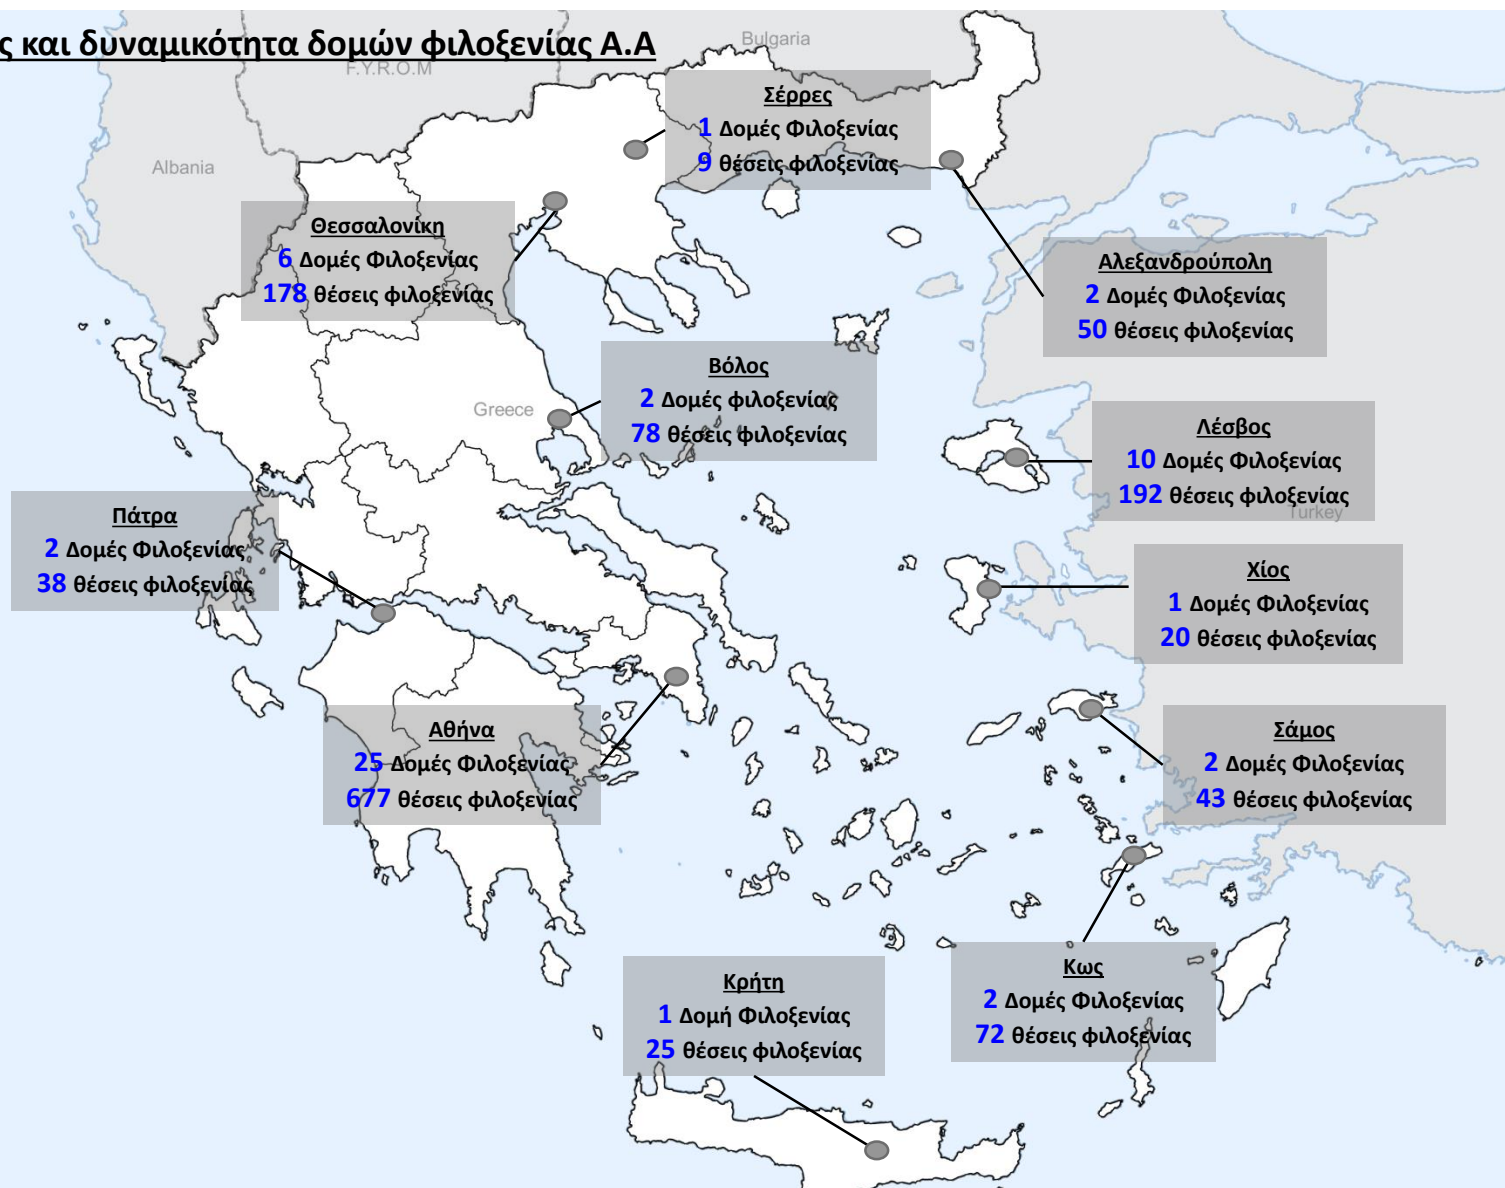 ς και δυναμικότητα δομών φιλοξενίας Α.Α
Bulgaria
F.Y.R.O.M
Albania
Σέρρες
1 Δομές Φιλοξενίας
9 θέσεις φιλοξενίας
Θεσσαλονίκη
6 Δομές Φιλοξενίας
178 θέσεις φιλοξενίας
Αλεξανδρούπολη
2 Δομές Φιλοξενίας
50 θέσεις φιλοξενίας
Βόλος
2 Δομές φιλοξενίας
78 θέσεις φιλοξενίας
Greece
Λέσβος
10 Δομές Φιλοξενίας
192 θέσεις φιλοξενίας
Turkey
Πάτρα
2 Δομές Φιλοξενίας
38 θέσεις φιλοξενίας
Χίος
1 Δομές Φιλοξενίας
20 θέσεις φιλοξενίας
Αθήνα
25 Δομές Φιλοξενίας
677 θέσεις φιλοξενίας
Σάμος
2 Δομές Φιλοξενίας
43 θέσεις φιλοξενίας
Κρήτη
1 Δομή Φιλοξενίας
25 θέσεις φιλοξενίας
Κως
2 Δομές Φιλοξενίας
72 θέσεις φιλοξενίας